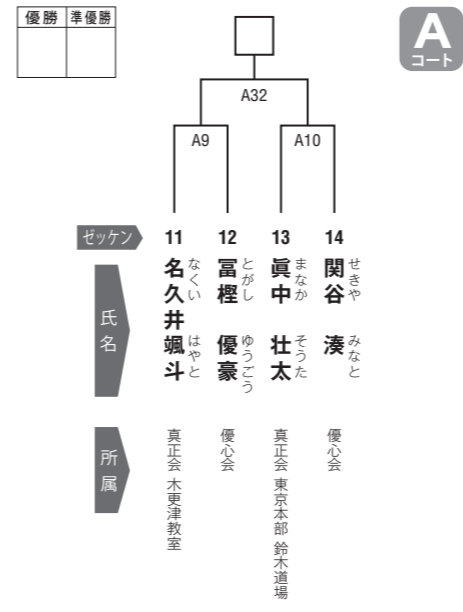 優勝 準優勝
A
コート
A32
A9 A10
ゼッケン 11 12 13 14
氏名
名久井 颯斗
なくい はやと
冨樫 優豪
とがし ゆうごう
眞中 壮太
まなか そうた
関谷 湊
せきや みなと
所属
真正会 木更津教室
優心会
真正会 東京本部 鈴木道場
優心会